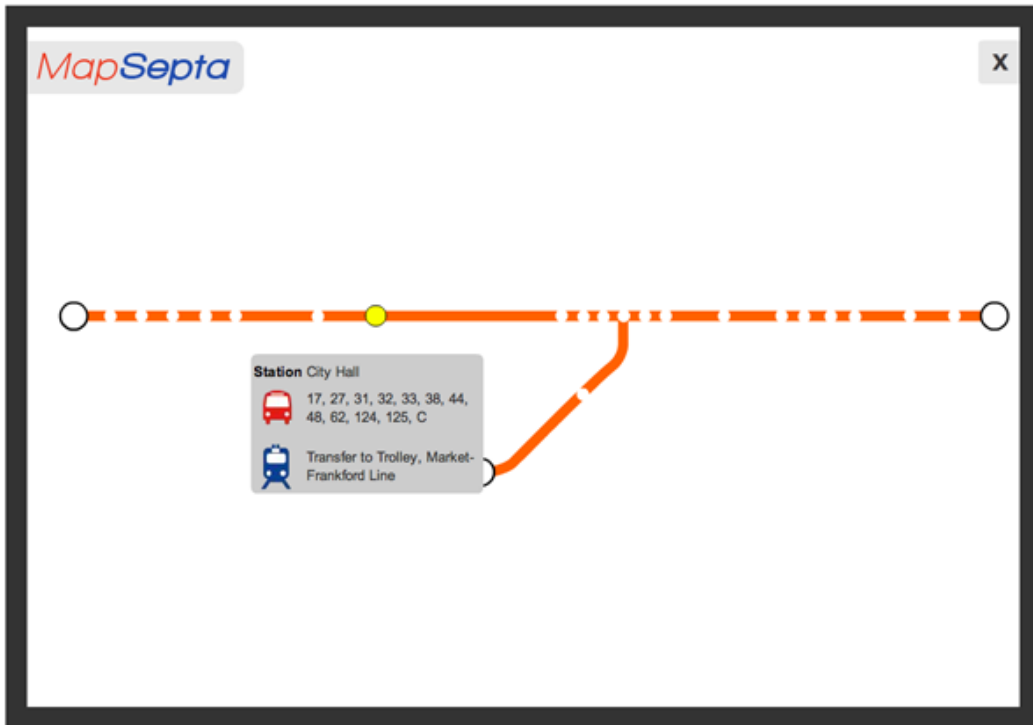 MapSepta
X
Station City Hall
17, 27, 31, 32, 33, 38, 44,
48, 62, 124, 125, C
Transfer to Trolley, Market-
Frankford Line